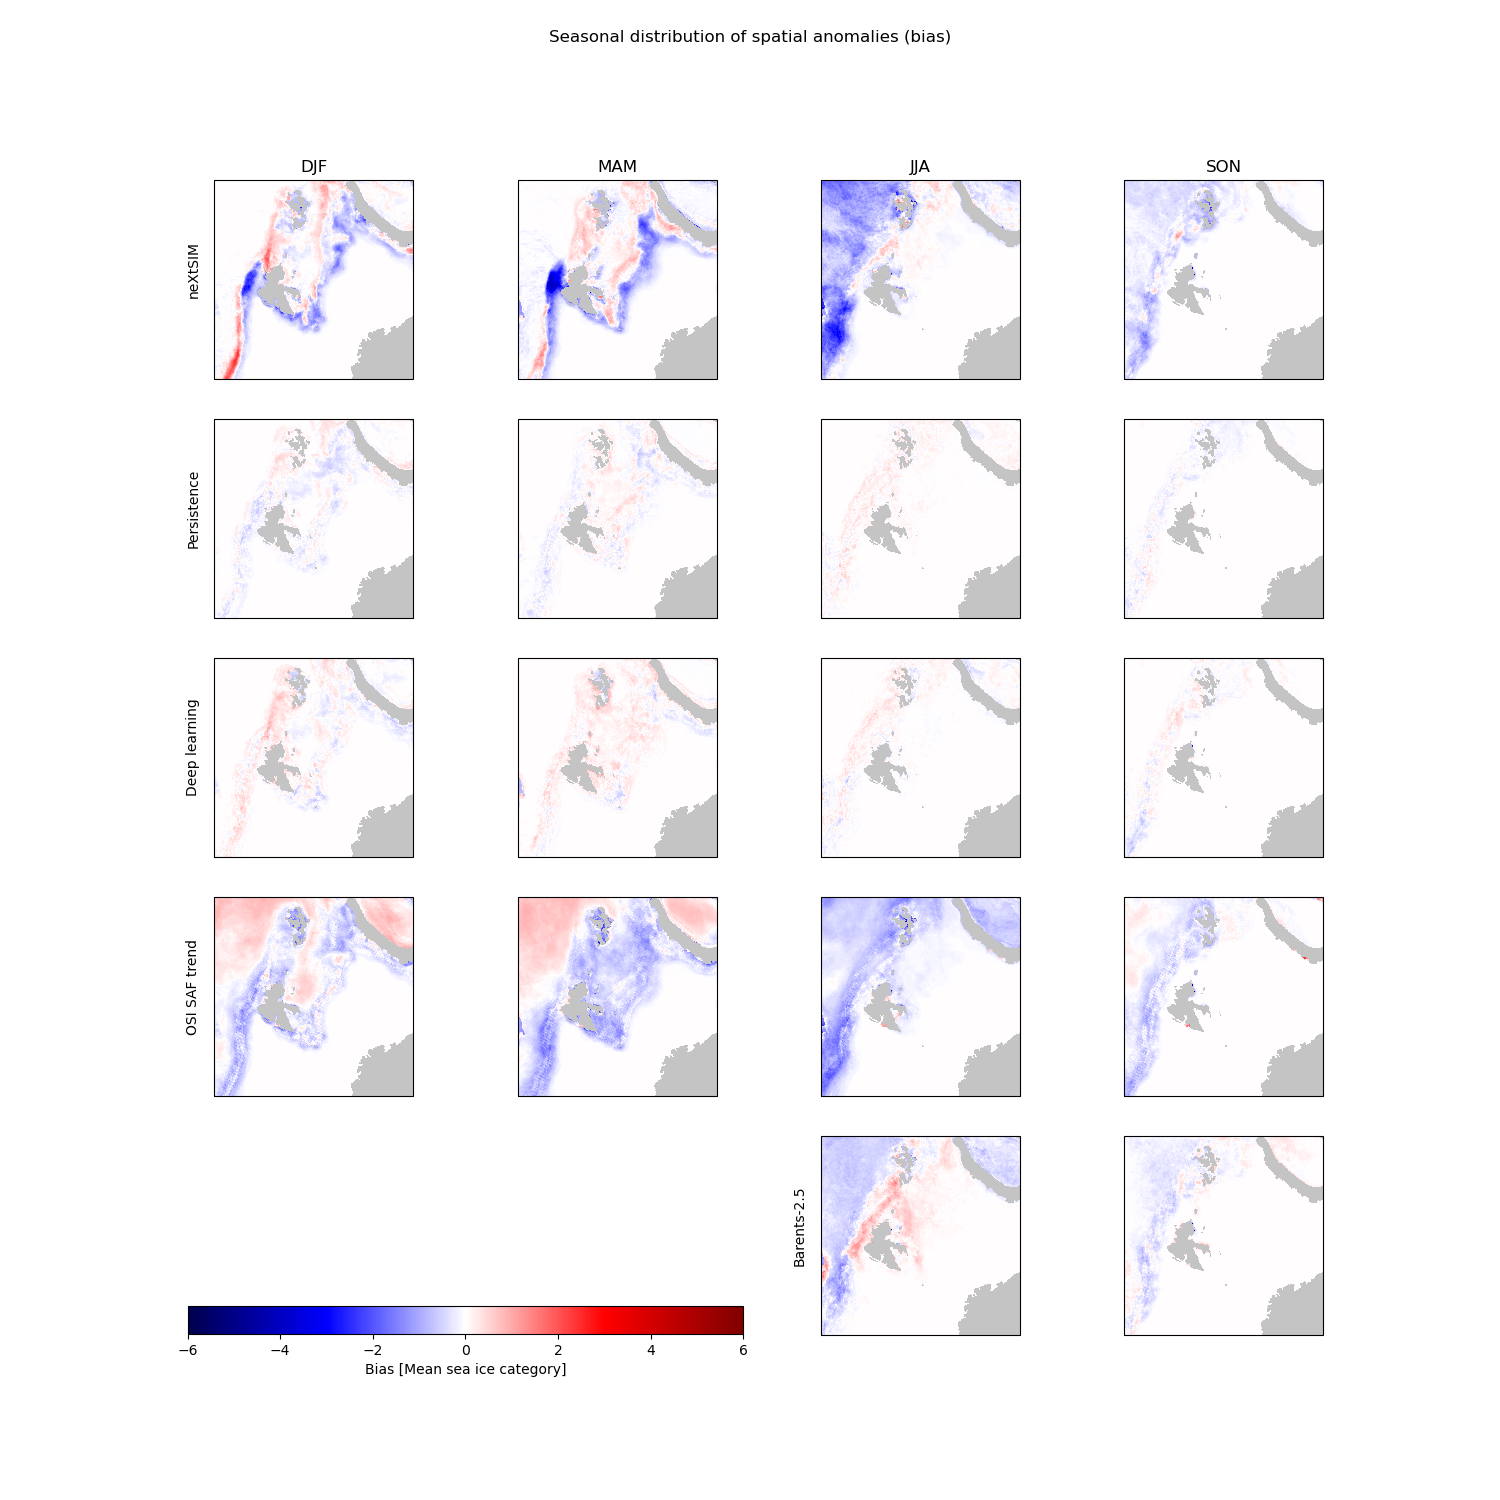 Seasonal distribution of spatial anomalies (bias)
DJF
MAM
JJA
SON
neXtSIM
Persistence
Deep learning
OSI SAF trend
Barents-2.5
−6
−4
−2
0
2
4
6
Bias [Mean sea ice category]